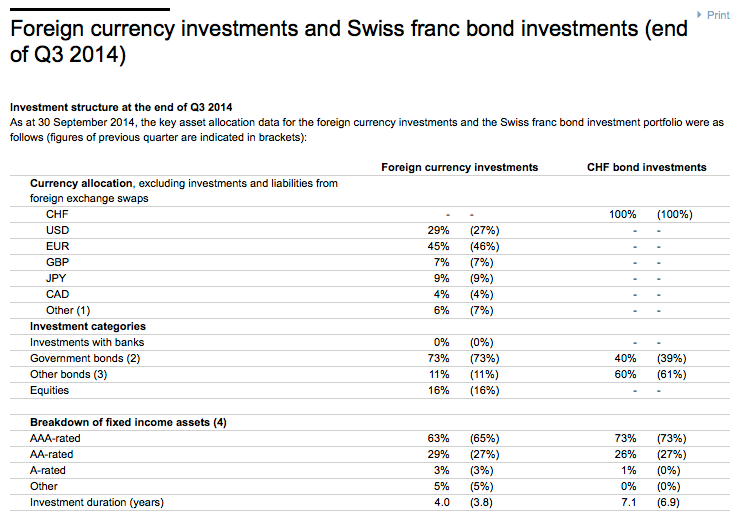 Print
Foreign currency investments and Swiss franc bond investments (end
of Q3 2014)
Investment structure at the end of Q3 2014
As at 30 September 2014, the key asset allocation data for the foreign currency investments and the Swiss franc bond investment portfolio were as
follows (figures of previous quarter are indicated in brackets):
Foreign currency investments CHF bond investments
Currency allocation, excluding investments and liabilities from
foreign exchange swaps
CHF - - 100% (100%)
USD 29% (27%) - -
EUR 45% (46%) - -
GBP 7% (7%) - -
JPY 9% (9%) - -
CAD 4% (4%) - -
Other (1) 6% (7%) - -
Investment categories
Investments with banks 0% (0%) - -
Government bonds (2) 73% (73%) 40% (39%)
Other bonds (3) 11% (11%) 60% (61%)
Equities 16% (16%) - -
Breakdown of fixed income assets (4)
AAA-rated 63% (65%) 73% (73%)
AA-rated 29% (27%) 26% (27%)
A-rated 3% (3%) 1% (0%)
Other 5% (5%) 0% (0%)
Investment duration (years) 4.0 (3.8) 7.1 (6.9)